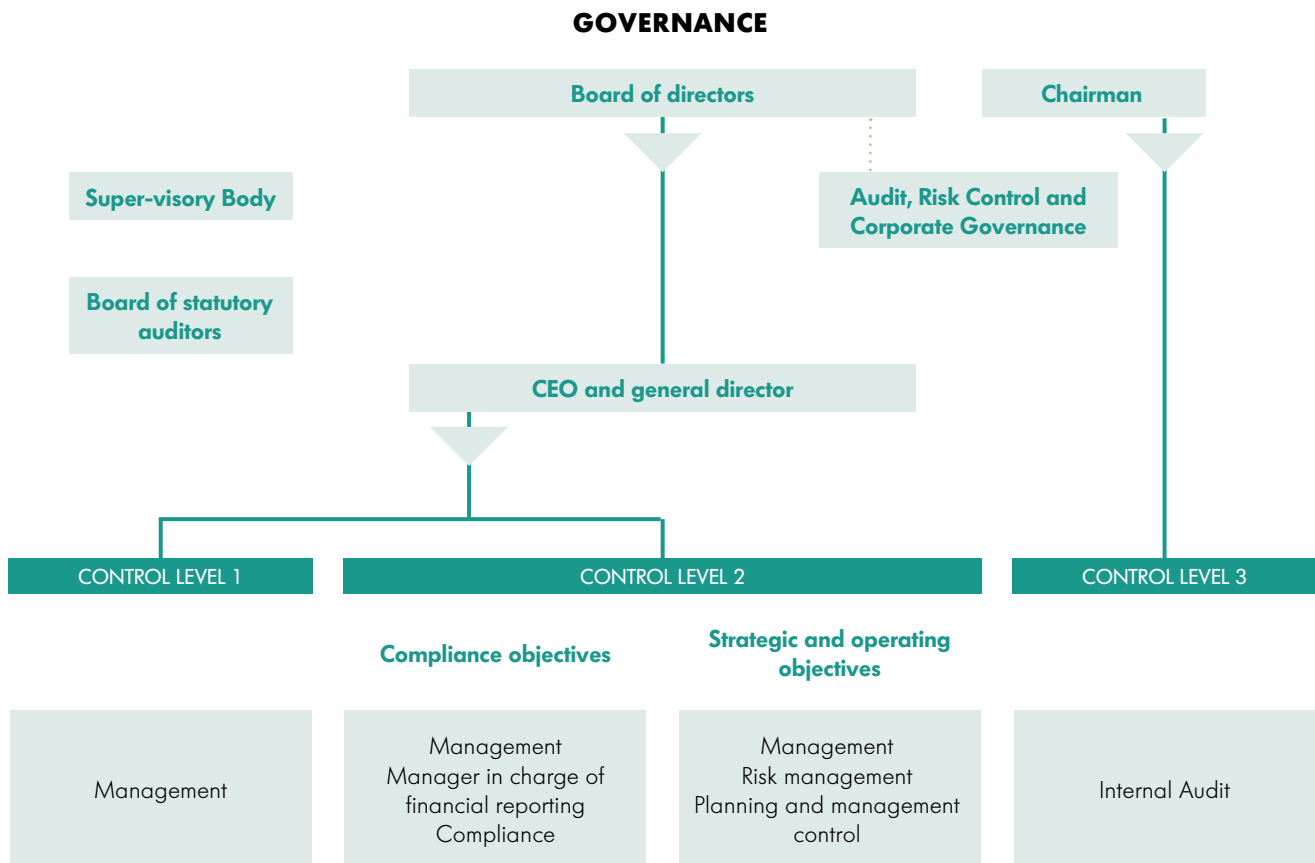 GOVERNANCE
Board of directors
Chairman
Super-visory Body
Audit, Risk Control and
Corporate Governance
Board of statutory
auditors
CEO and general director
CONTROL LEVEL 1
CONTROL LEVEL 2
CONTROL LEVEL 3
Compliance objectives
Strategic and operating
objectives
Management
Management
Manager in charge of
financial reporting
Compliance
Management
Risk management
Planning and management
control
Internal Audit